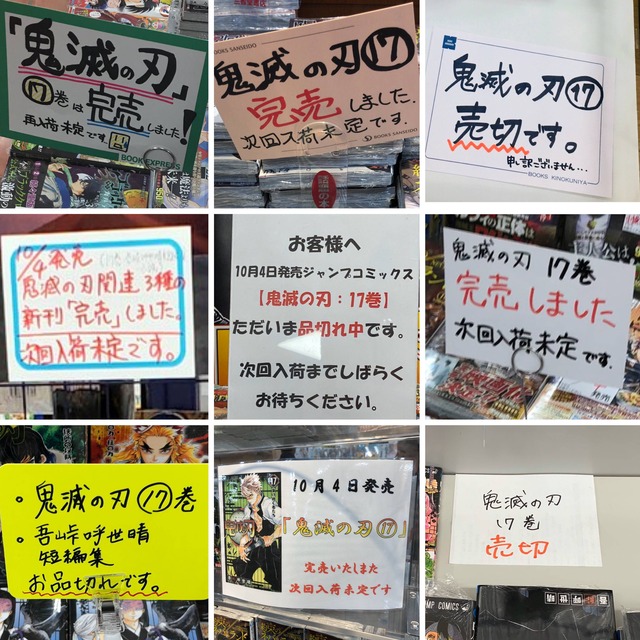 「鬼滅の刃」
⑰巻は完売しました!
再入荷未定です。
BOOK EXPRESS
BOOKS SANSEIDO
鬼滅の刃⑰
完売しました.
次回入荷未定です.
BOOKS SANSEIDO
鬼滅の刃⑰
売切です。
申し訳ございません...
BOOKS KINOKUNIYA
10/4発売
鬼滅の刃関連3種の
新刊「完売」しました。
次回入荷未定です。
お客様へ
10月4日発売ジャンプコミックス
【鬼滅の刃:17巻】
ただいま品切れ中です。
次回入荷までしばらく
お待ちください。
鬼滅の刃 17巻
完売しました
次回入荷未定です.
・鬼滅の刃⑰巻
・吾峠呼世晴
短編集
お品切れです。
10月4日発売
「鬼滅の刃⑰」
完売いたしました
次回入荷未定です
鬼滅の刃
17巻
売切
MP COMICS
吾峠呼世晴